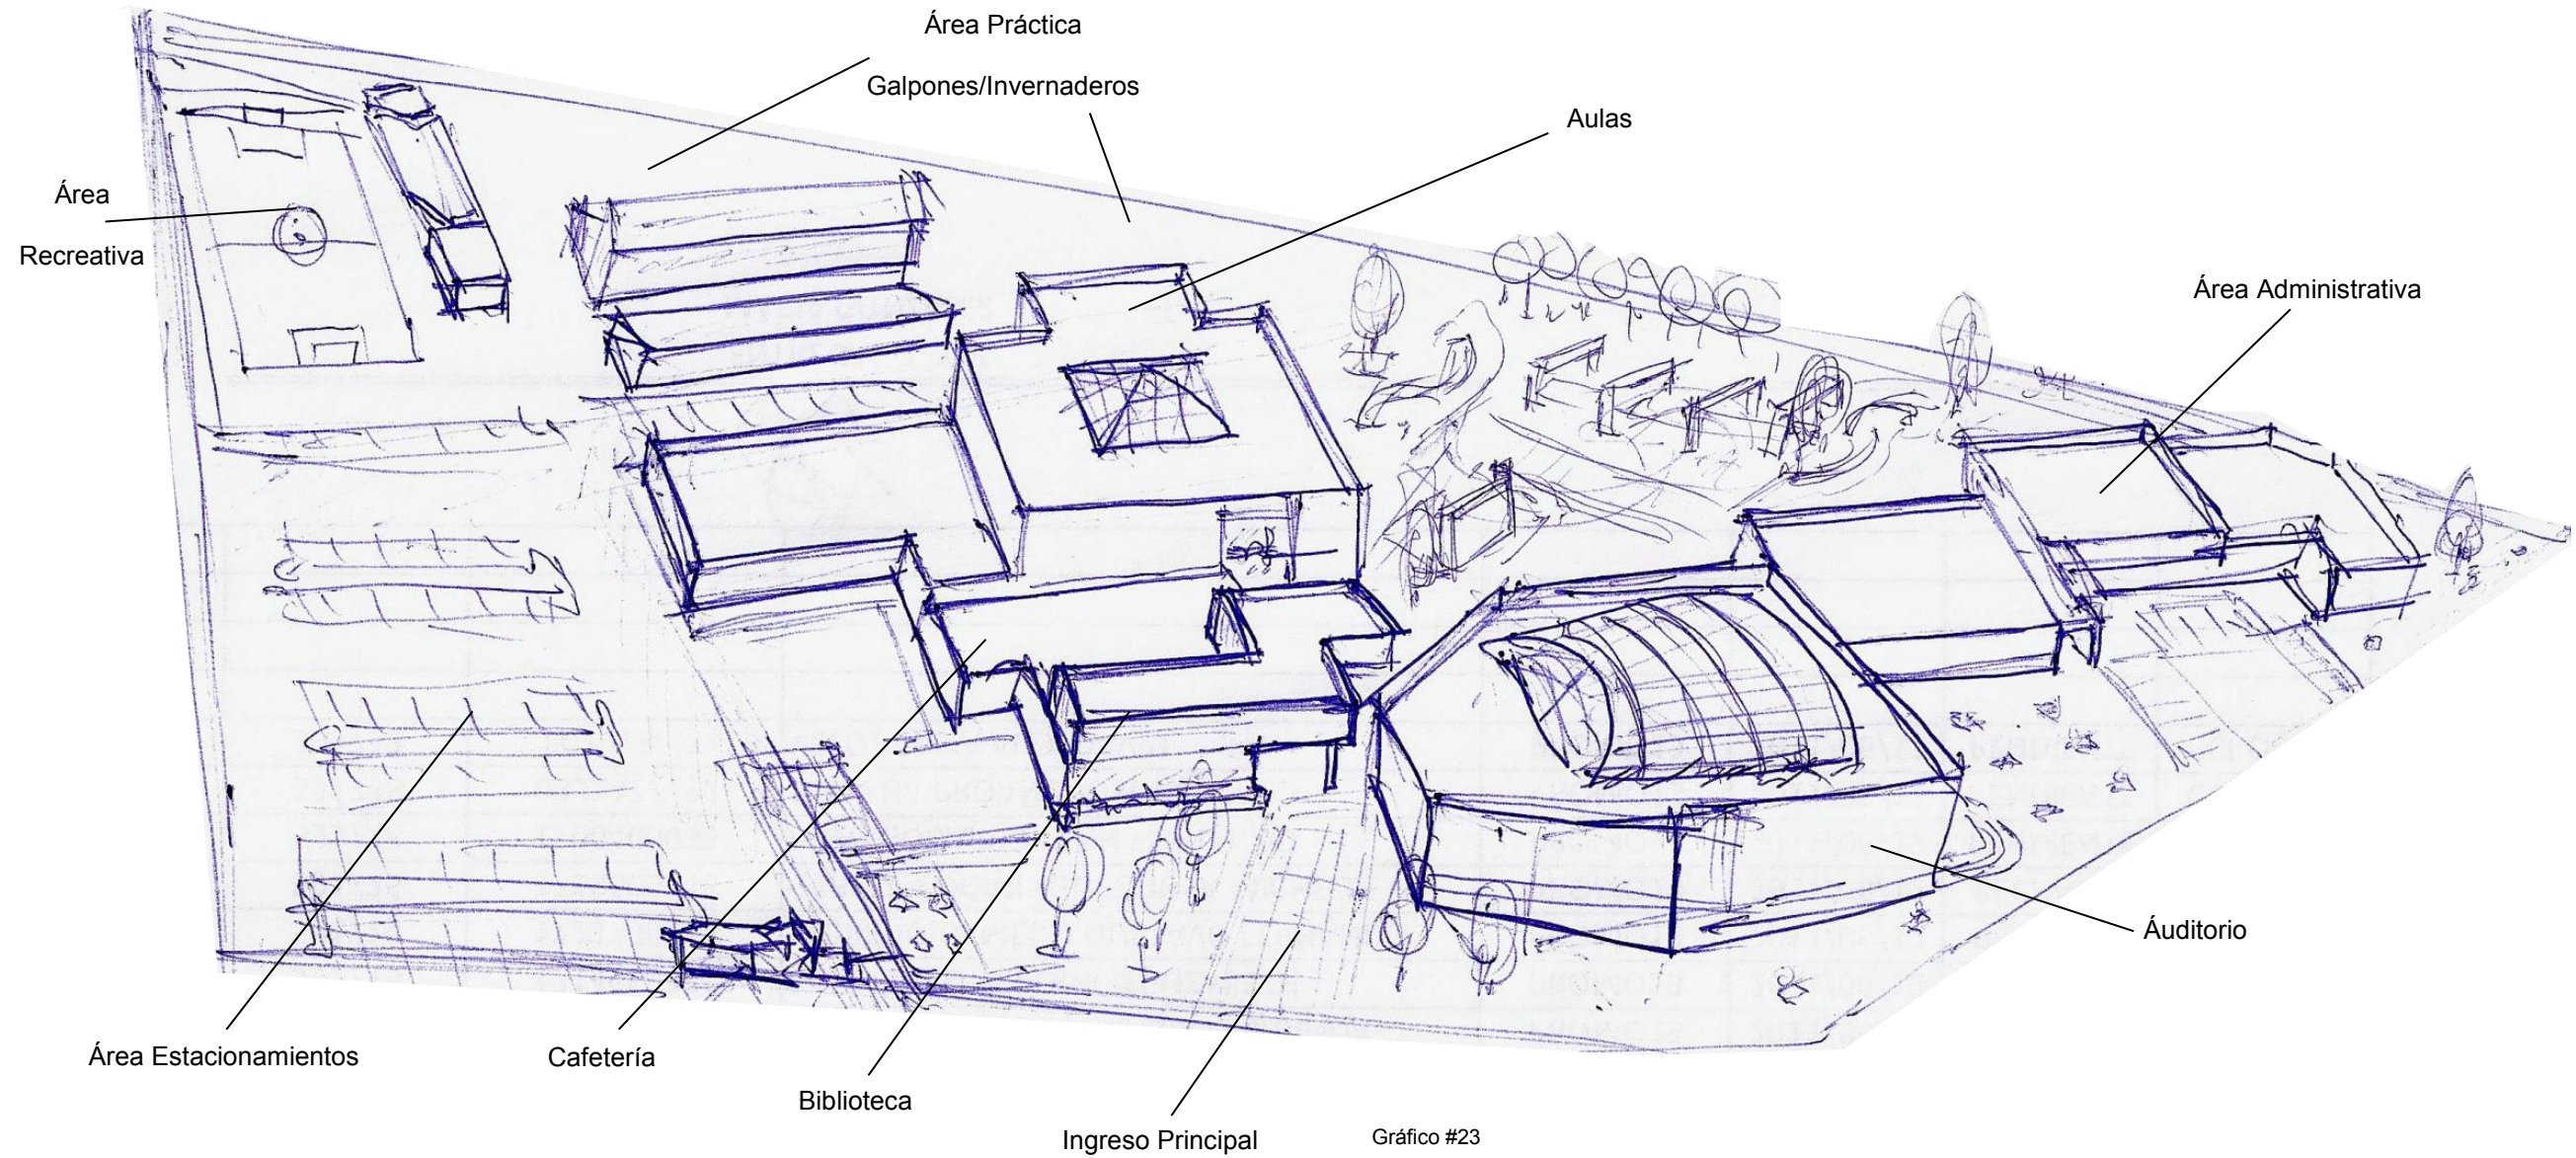 Área Práctica
Galpones/Invernaderos
Aulas
Área
Recreativa
Área Administrativa
Áuditorio
Área Estacionamientos
Cafetería
Biblioteca
Ingreso Principal
Gráfico #23